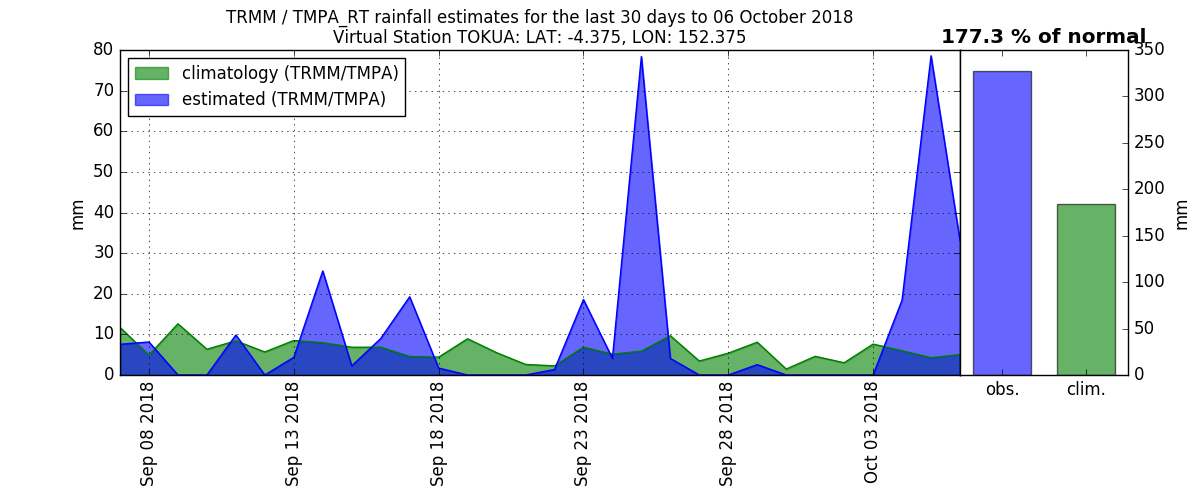 TRMM / TMPA_RT rainfall estimates for the last 30 days to 06 October 2018
Virtual Station TOKUA: LAT: -4.375, LON: 152.375
177.3 % of normal
climatology (TRMM/TMPA)
estimated (TRMM/TMPA)
80
70
60
50
40
30
20
10
0
mm
Sep 08 2018
Sep 13 2018
Sep 18 2018
Sep 23 2018
Sep 28 2018
Oct 03 2018
350
300
250
200
150
100
50
0
mm
obs.
clim.